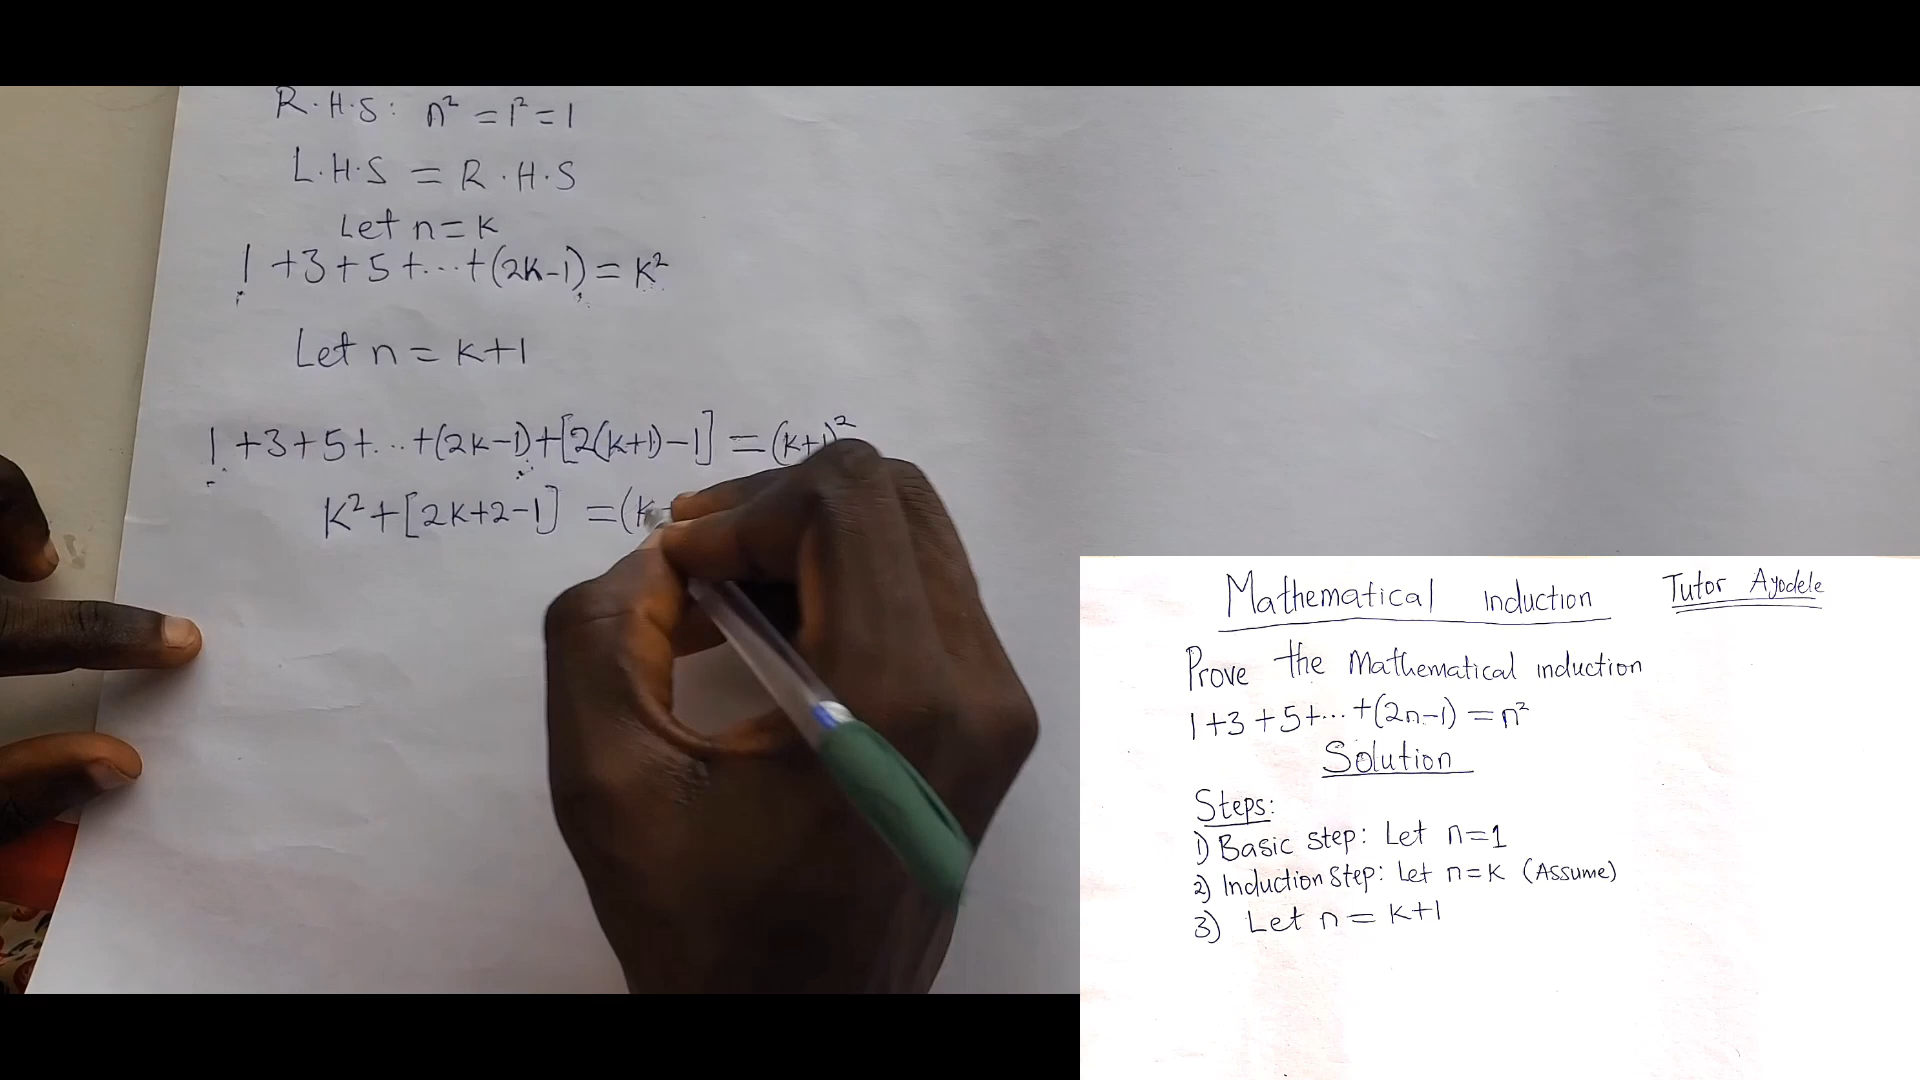 R.H.S: n² = 1² = 1
L.H.S = R.H.S
Let n = k
1 + 3 + 5 + ... + (2k-1) = k²
Let n = k+1
1 + 3 + 5 + ... + (2k-1) + [2(k+1)-1] = (k+1)²
k² + [2k+2-1] = (k+
Mathematical induction
Tutor Ayodele
Prove the Mathematical induction
1 + 3 + 5 + ... + (2n-1) = n²
Solution
Steps:
1) Basic step: Let n=1
2) Induction step: Let n=k (Assume)
3) Let n = k+1